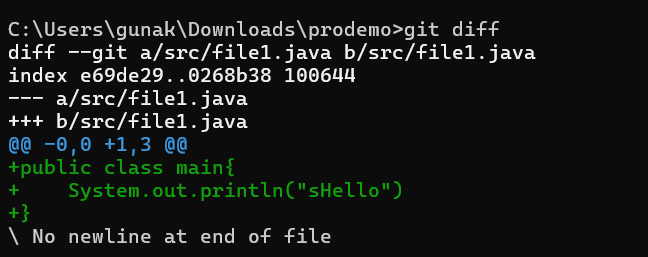 C:\Users\gunak\Downloads\prodemo>git diff
diff --git a/src/file1.java b/src/file1.java
index e69de29..0268b38 100644
--- a/src/file1.java
+++ b/src/file1.java
@@ -0,0 +1,3 @@
+public class main{
+    System.out.println("sHello")
+}
\ No newline at end of file